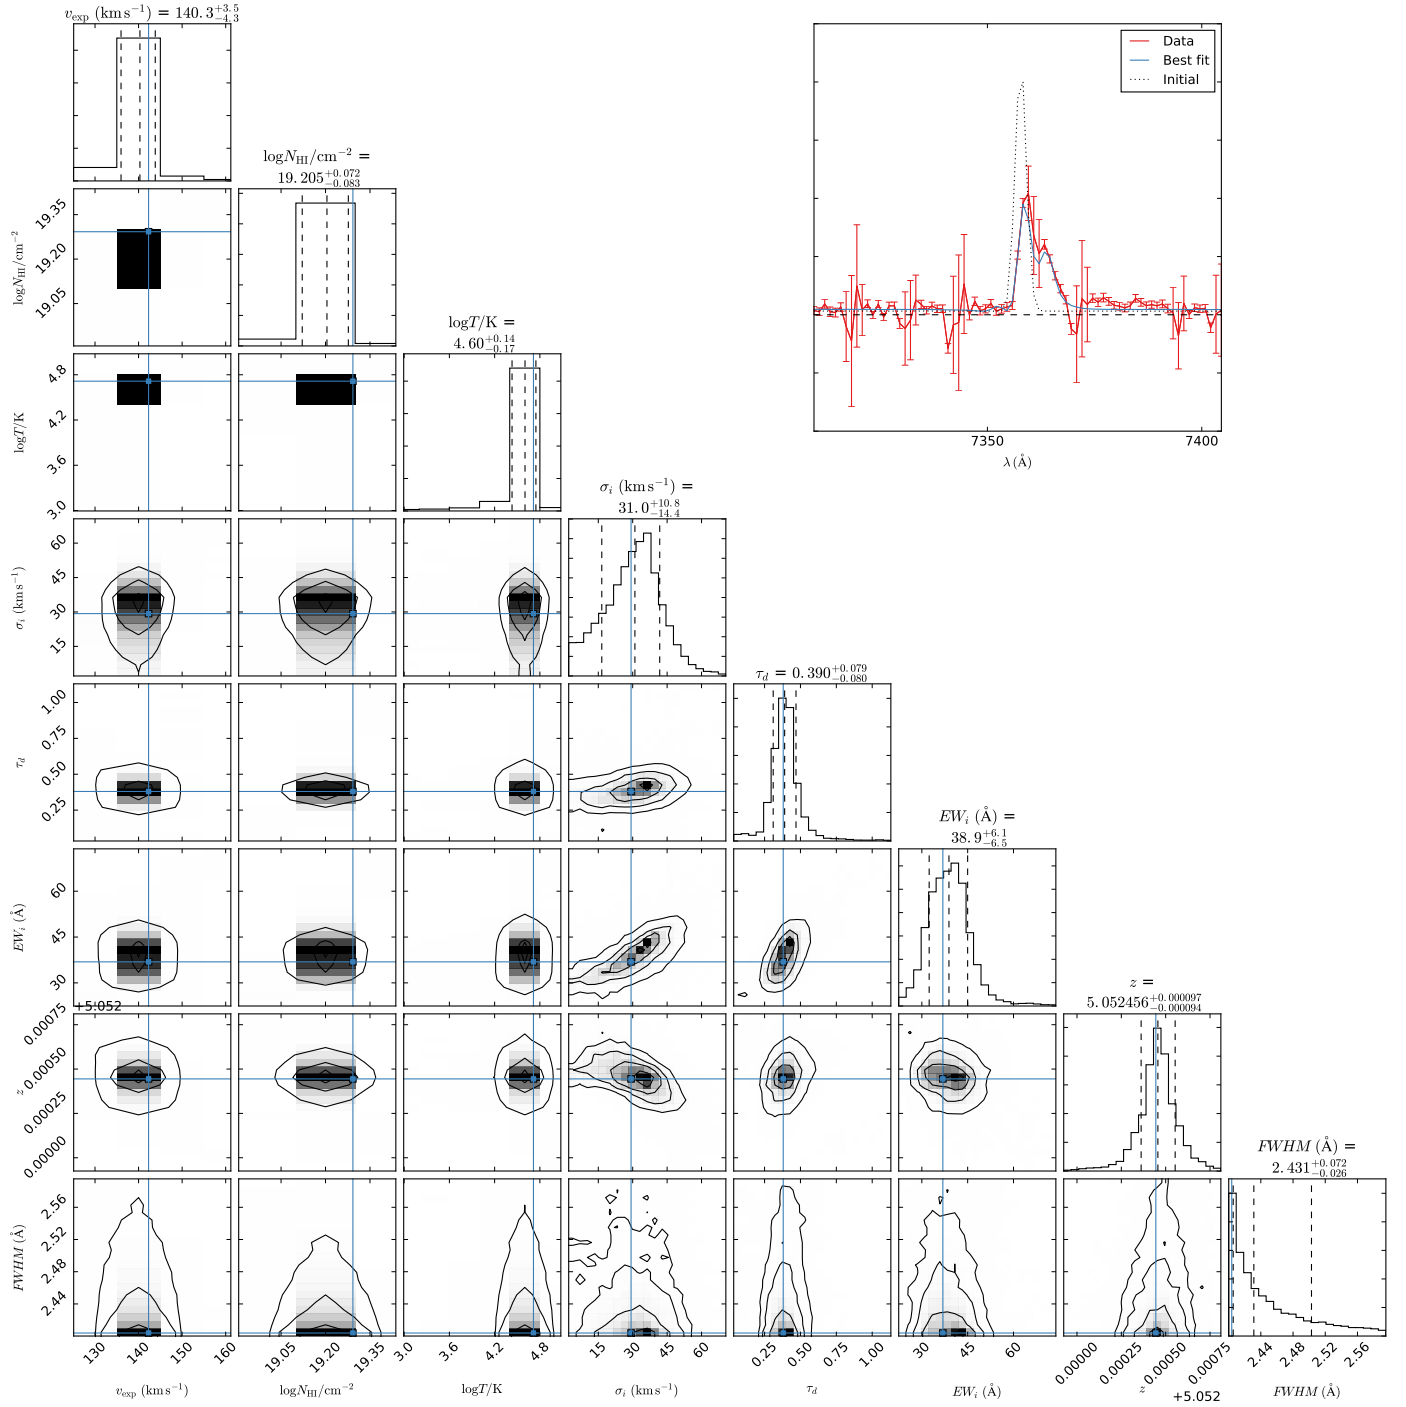 v_exp (km s⁻¹) = 140.3 +3.5 −4.3
Data
Best fit
Initial
logN_HI/cm⁻² =
19.205 +0.072 −0.083
19.35
19.20
19.05
logN_HI/cm⁻²
logT/K =
4.60 +0.14 −0.17
4.8
4.2
3.6
3.0
logT/K
7350
7400
λ (Å)
σ_i (km s⁻¹) =
31.0 +10.8 −14.4
60
45
30
15
σ_i (km s⁻¹)
τ_d = 0.390 +0.079 −0.080
1.00
0.75
0.50
0.25
τ_d
EW_i (Å) =
38.9 +6.1 −6.5
60
45
30
EW_i (Å)
z =
5.052456 +0.000097 −0.000094
+5.052
0.00075
0.00050
0.00025
0.00000
z
FWHM (Å) =
2.431 +0.072 −0.026
2.56
2.52
2.48
2.44
FWHM (Å)
130 140 150 160
19.05 19.20 19.35
3.0 3.6 4.2 4.8
15 30 45 60
0.25 0.50 0.75 1.00
30 45 60
0.00000 0.00025 0.00050 0.00075
2.44 2.48 2.52 2.56
v_exp (km s⁻¹) logN_HI/cm⁻² logT/K σ_i (km s⁻¹) τ_d EW_i (Å) z FWHM (Å)
+5.052